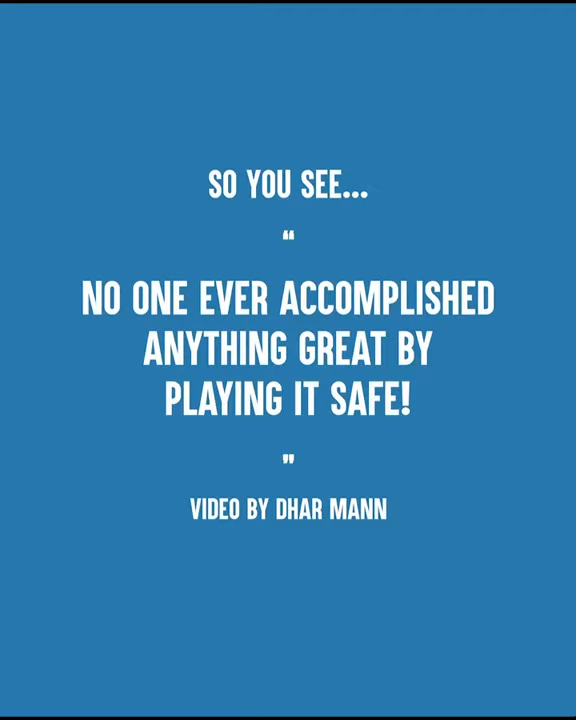 SO YOU SEE...
“
NO ONE EVER ACCOMPLISHED
ANYTHING GREAT BY
PLAYING IT SAFE!
”
VIDEO BY DHAR MANN